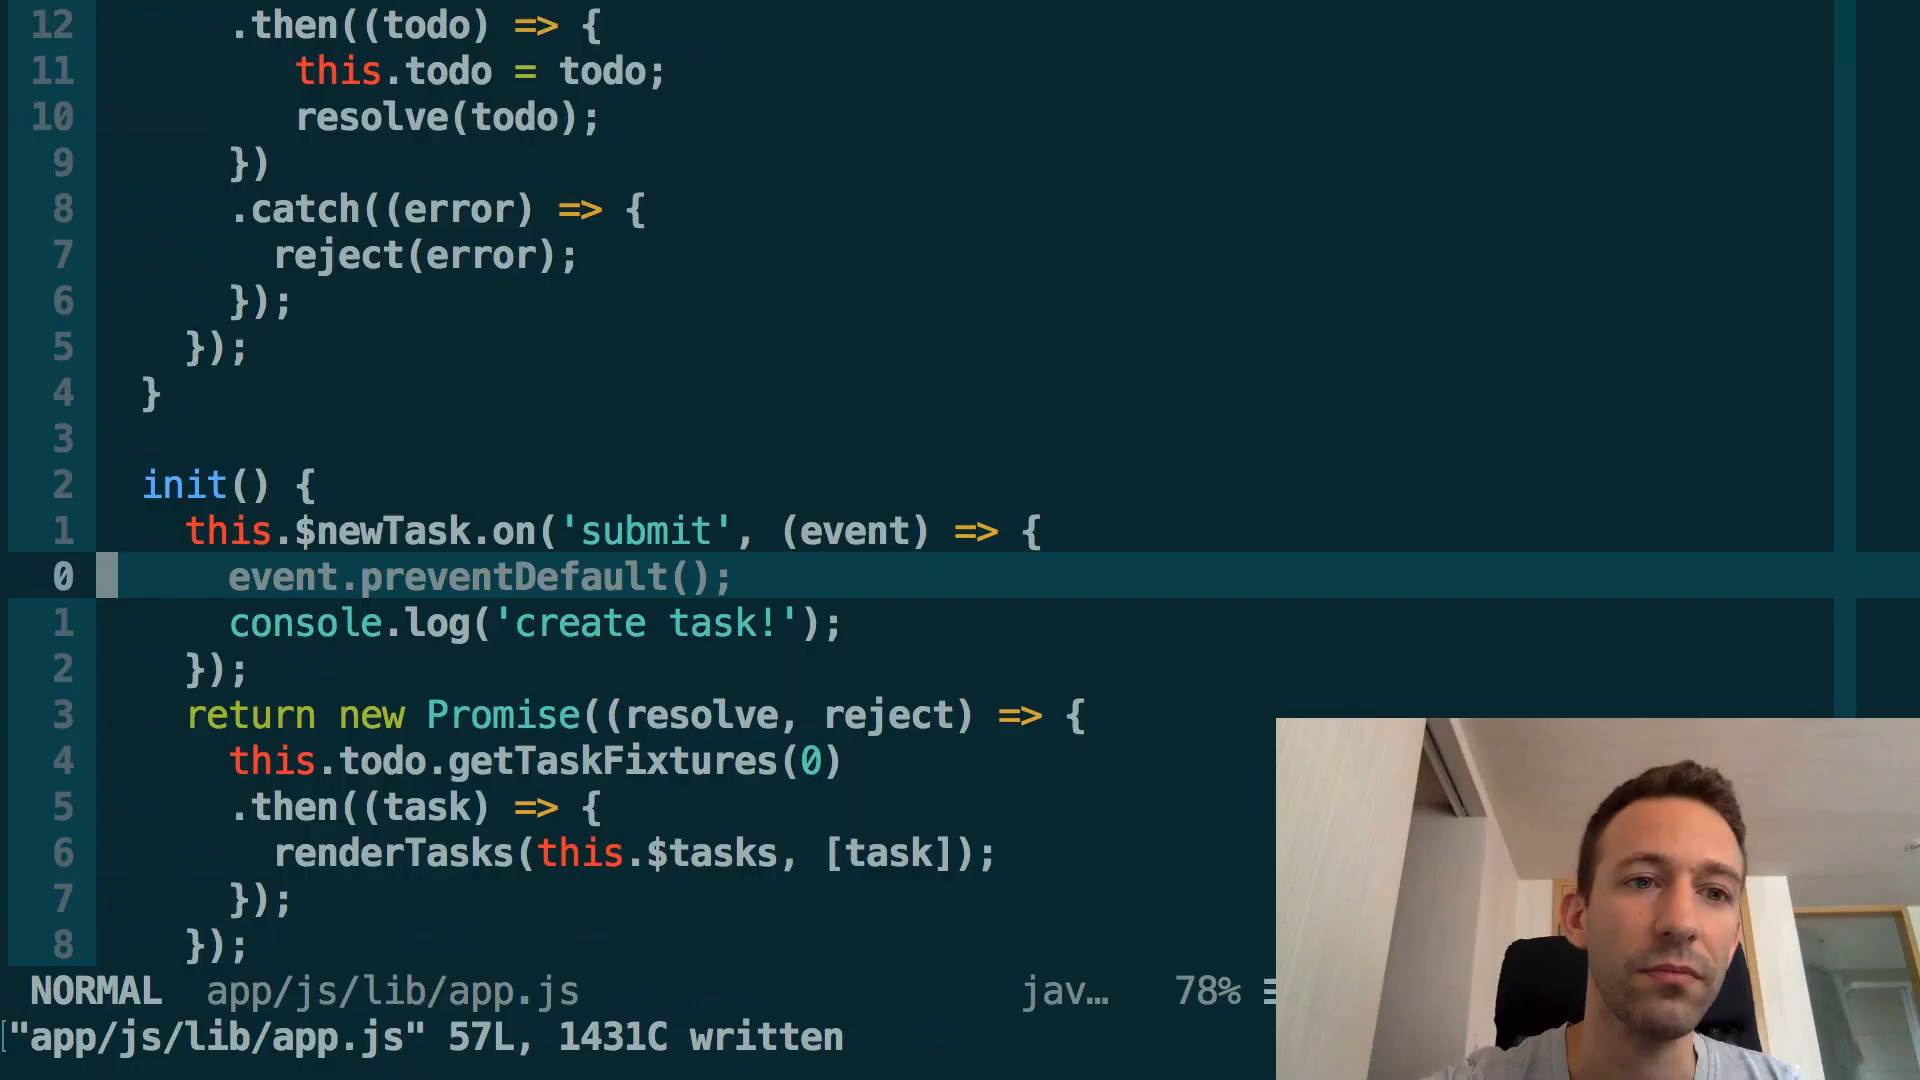 12 .then((todo) => {
11 this.todo = todo;
10 resolve(todo);
9 })
8 .catch((error) => {
7 reject(error);
6 });
5 });
4 }
3
2 init() {
1 this.$newTask.on('submit', (event) => {
0 event.preventDefault();
1 console.log('create task!');
2 });
3 return new Promise((resolve, reject) => {
4 this.todo.getTaskFixtures(0)
5 .then((task) => {
6 renderTasks(this.$tasks, [task]);
7 });
8 });
NORMAL app/js/lib/app.js jav… 78% ☰
"app/js/lib/app.js" 57L, 1431C written